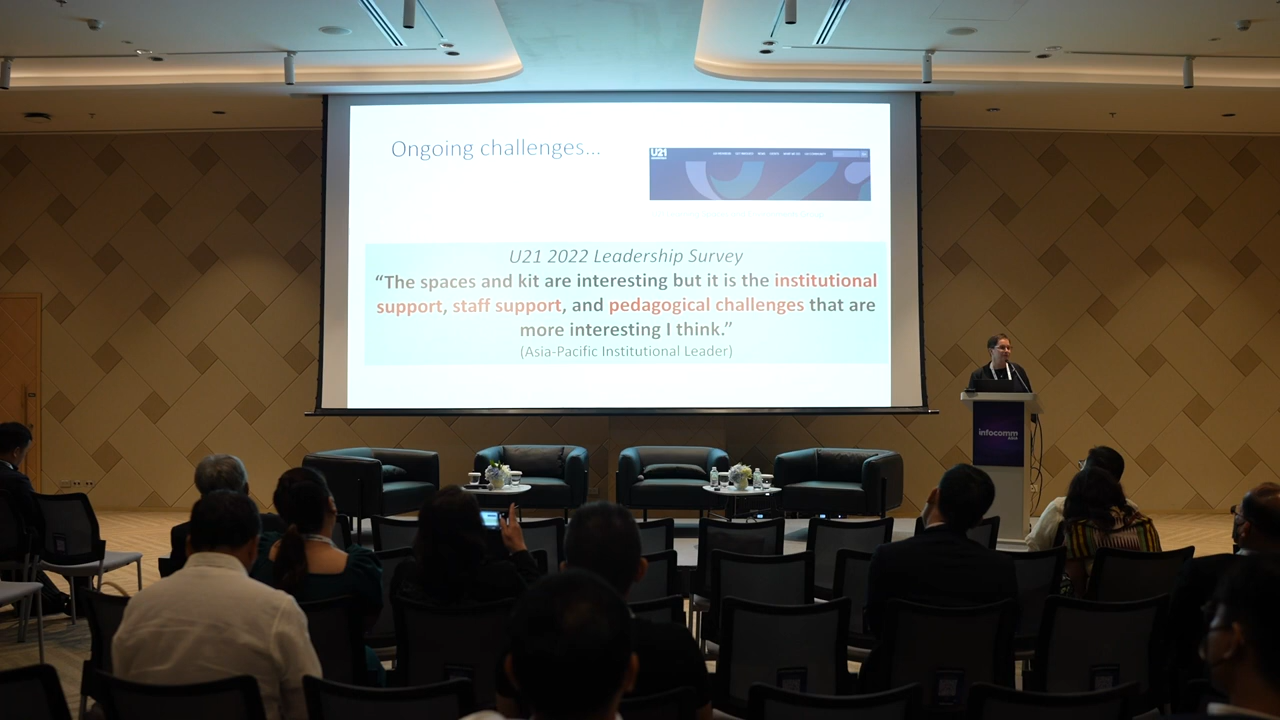 Ongoing challenges...
U21
U21 2022 Leadership Survey
“The spaces and kit are interesting but it is the institutional
support, staff support, and pedagogical challenges that are
more interesting I think.”
(Asia-Pacific Institutional Leader)
infocomm
ASIA